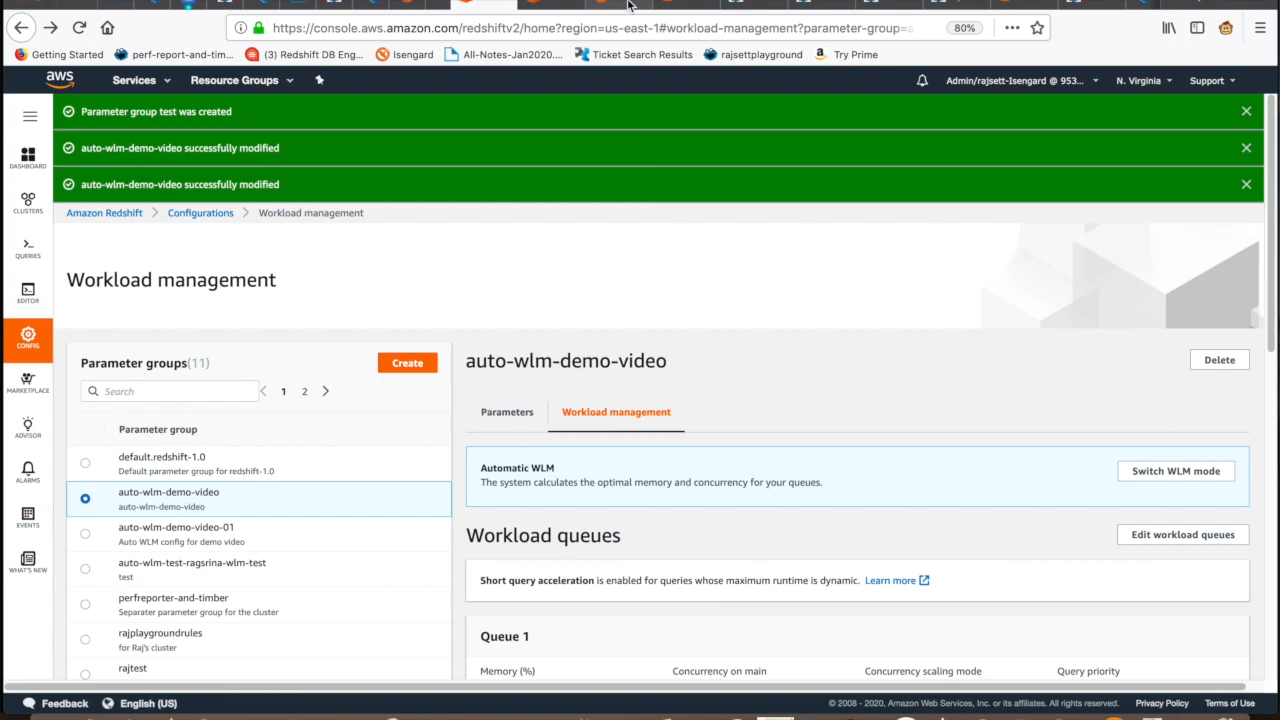 https://console.aws.amazon.com/redshiftv2/home?region=us-east-1#workload-management?parameter-group=a
80%
Getting Started
perf-report-and-tim...
(3) Redshift DB Eng...
Isengard
All-Notes-Jan2020....
Ticket Search Results
rajsettplayground
Try Prime
aws
Services
Resource Groups
Admin/rajsett-Isengard @ 953...
N. Virginia
Support
Parameter group test was created
auto-wlm-demo-video successfully modified
auto-wlm-demo-video successfully modified
DASHBOARD
CLUSTERS
QUERIES
EDITOR
CONFIG
MARKETPLACE
ADVISOR
ALARMS
EVENTS
WHAT'S NEW
Amazon Redshift
Configurations
Workload management
Workload management
Parameter groups(11)
Create
Search
1
2
Parameter group
default.redshift-1.0
Default parameter group for redshift-1.0
auto-wlm-demo-video
auto-wlm-demo-video
auto-wlm-demo-video-01
Auto WLM config for demo video
auto-wlm-test-ragsrina-wlm-test
test
perfreporter-and-timber
Separater parameter group for the cluster
rajplaygroundrules
for Raj's cluster
rajtest
auto-wlm-demo-video
Delete
Parameters
Workload management
Automatic WLM
The system calculates the optimal memory and concurrency for your queues.
Switch WLM mode
Workload queues
Edit workload queues
Short query acceleration is enabled for queries whose maximum runtime is dynamic. Learn more
Queue 1
Memory (%)
Concurrency on main
Concurrency scaling mode
Query priority
Feedback
English (US)
© 2008 - 2020, Amazon Web Services, Inc. or its affiliates. All rights reserved.
Privacy Policy
Terms of Use